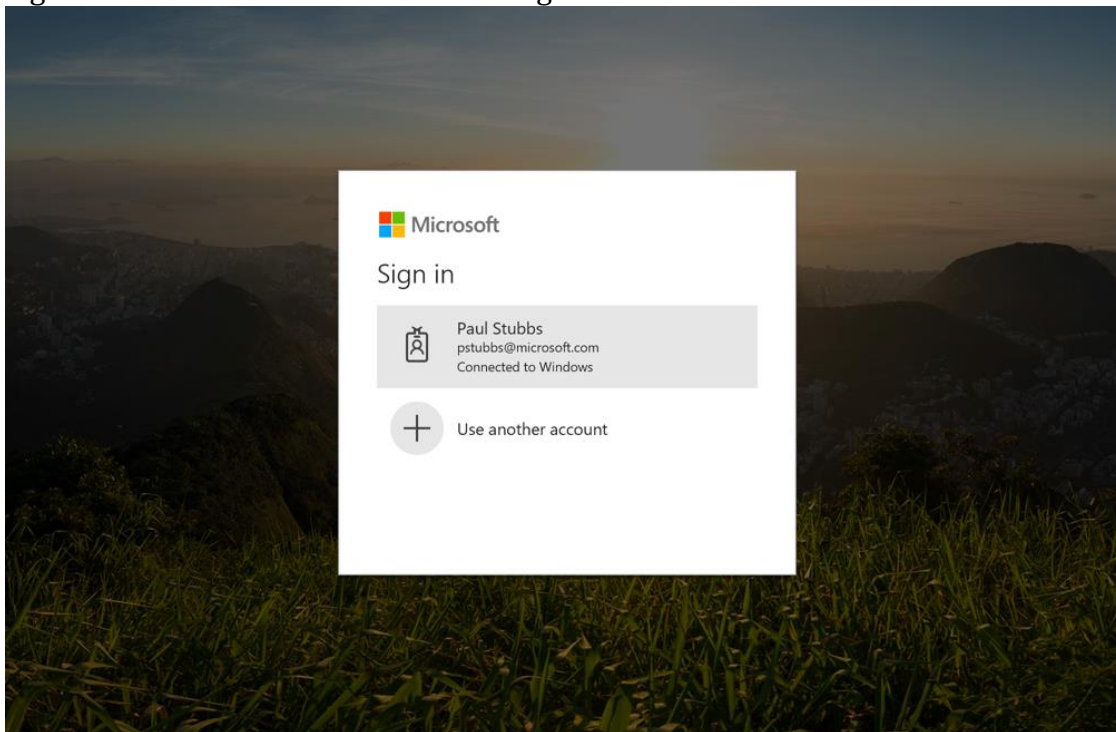 Microsoft
Sign in
Paul Stubbs
pstubbs@microsoft.com
Connected to Windows
Use another account